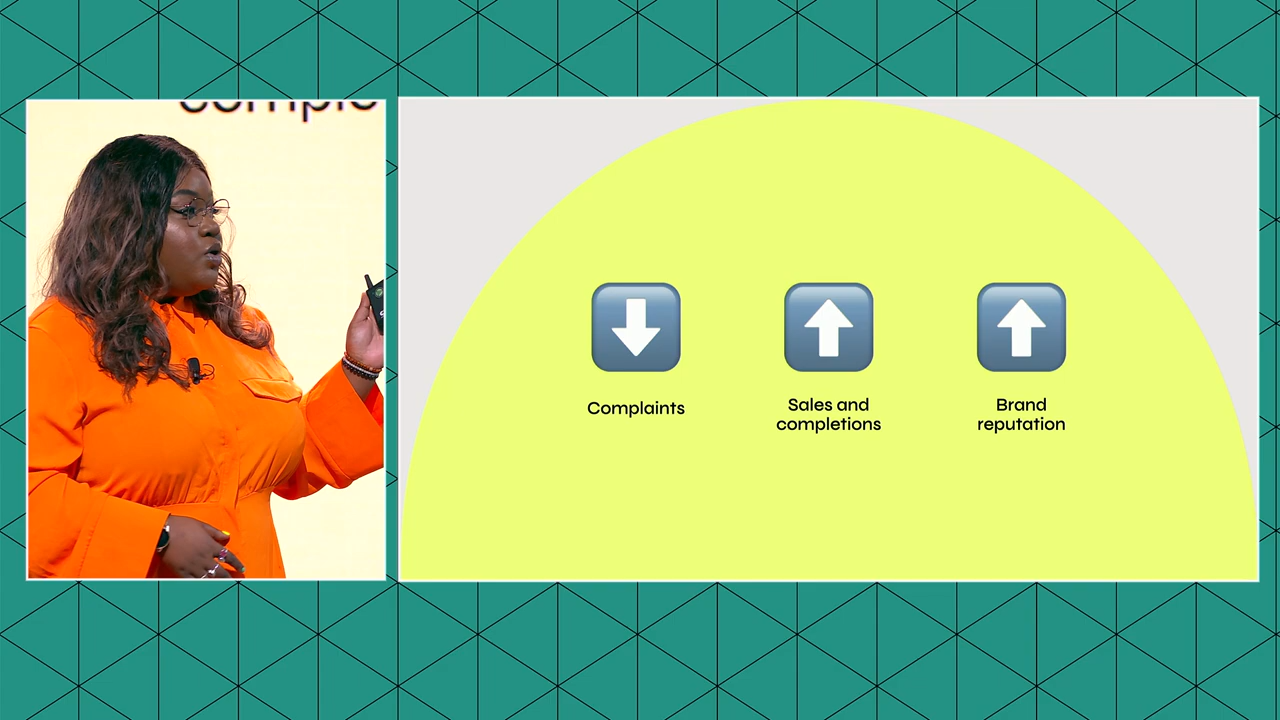 Complaints
Sales and
completions
Brand
reputation